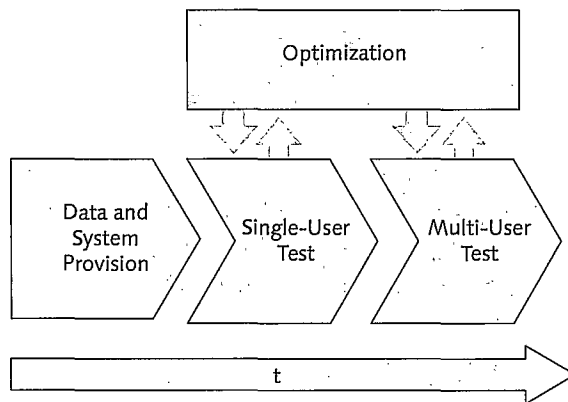 Optimization
Data and
System
Provision
Single-User
Test
Multi-User
Test
t